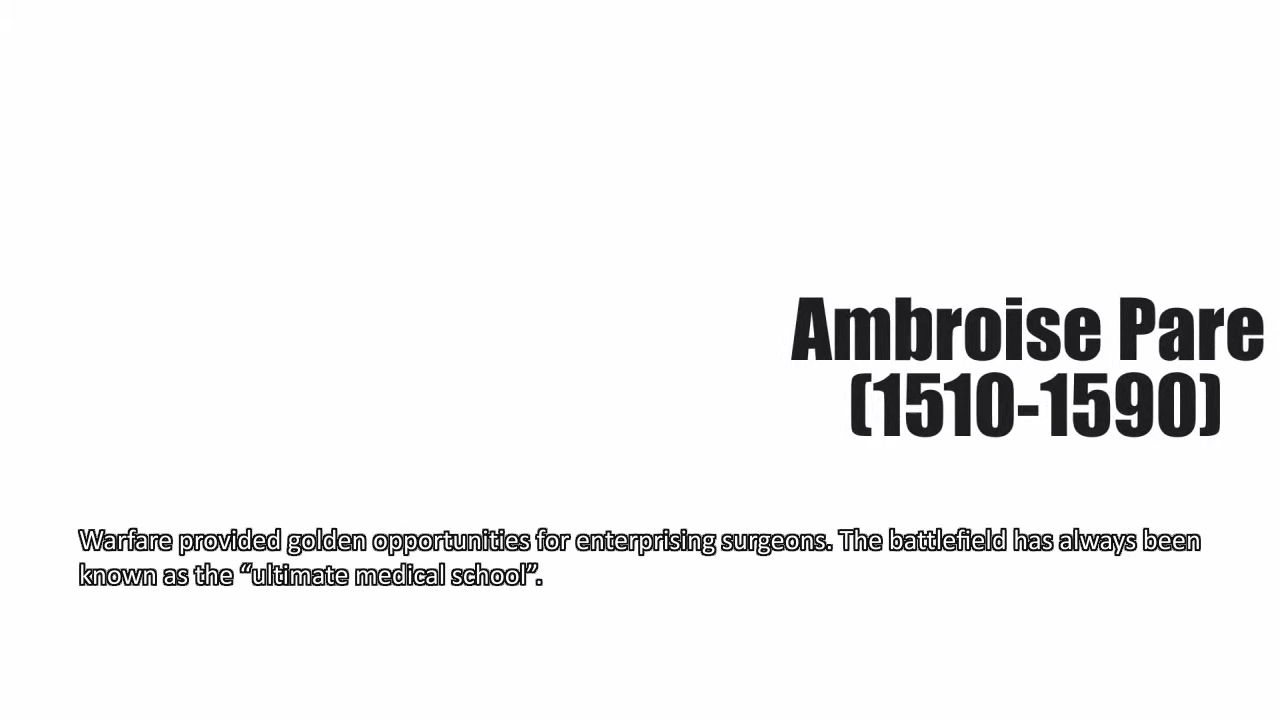 Ambroise Pare
(1510-1590)
Warfare provided golden opportunities for enterprising surgeons. The battlefield has always been
known as the “ultimate medical school”.